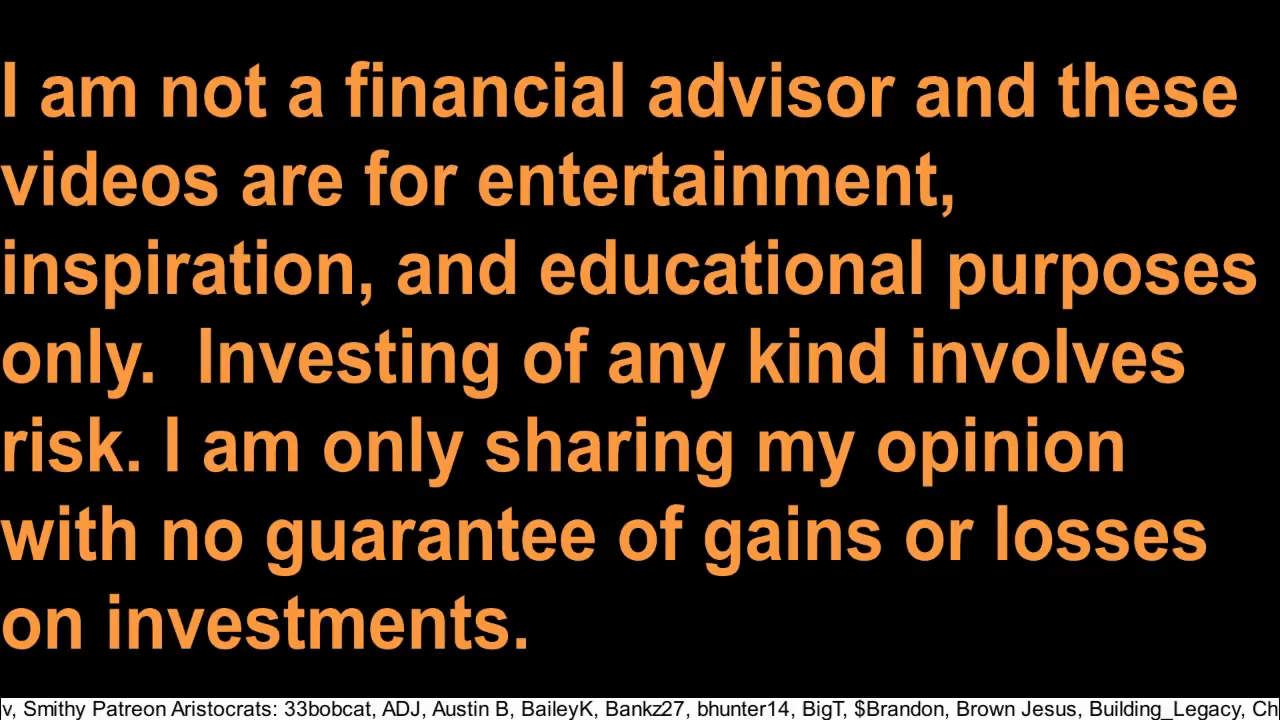 I am not a financial advisor and these
videos are for entertainment,
inspiration, and educational purposes
only.  Investing of any kind involves
risk. I am only sharing my opinion
with no guarantee of gains or losses
on investments.
v, Smithy Patreon Aristocrats: 33bobcat, ADJ, Austin B, BaileyK, Bankz27, bhunter14, BigT, $Brandon, Brown Jesus, Building_Legacy, Ch